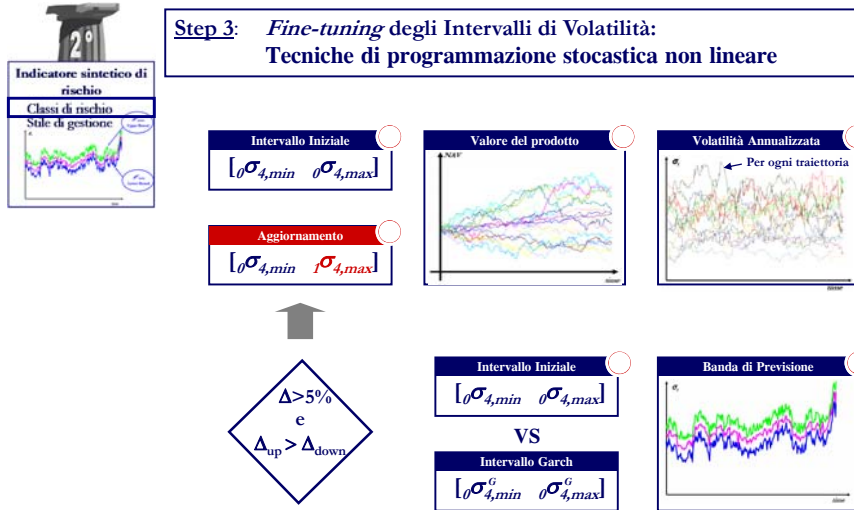 2°
Step 3: Fine-tuning degli Intervalli di Volatilità:
Tecniche di programmazione stocastica non lineare
Indicatore sintetico di
rischio
Classi di rischio
Stile di gestione
Intervallo Iniziale
[₀σ₄,min ₀σ₄,max]
Valore del prodotto
NAV
time
Volatilità Annualizzata
σt
Per ogni traiettoria
time
Aggiornamento
[₀σ₄,min ₁σ₄,max]
Δ>5%
e
Δup > Δdown
Intervallo Iniziale
[₀σ₄,min ₀σ₄,max]
VS
Intervallo Garch
[₀σᴳ₄,min ₀σᴳ₄,max]
Banda di Previsione
σt
time